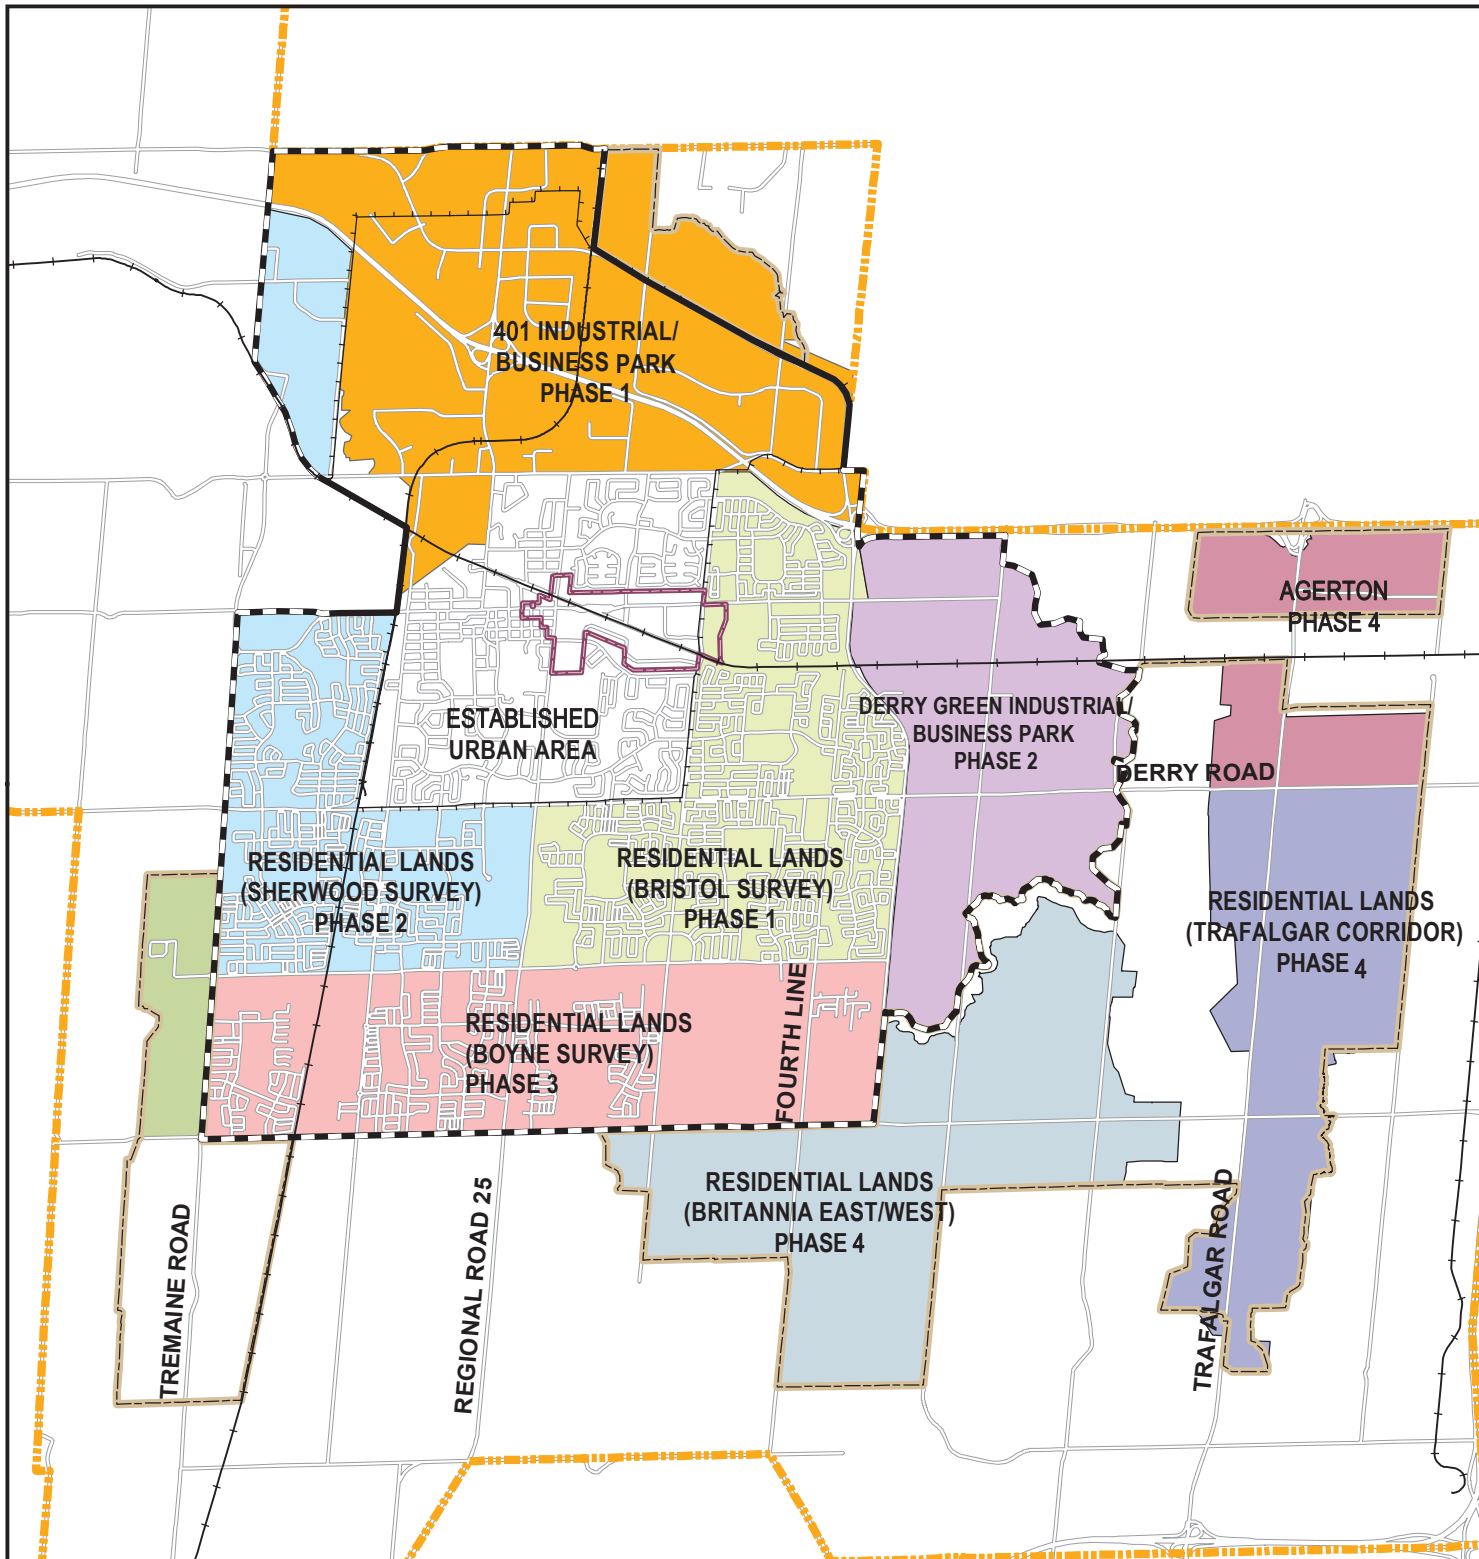 401 INDUSTRIAL/
BUSINESS PARK
PHASE 1
AGERTON
PHASE 4
ESTABLISHED
URBAN AREA
DERRY GREEN INDUSTRIAL
BUSINESS PARK
PHASE 2
DERRY ROAD
RESIDENTIAL LANDS
(SHERWOOD SURVEY)
PHASE 2
RESIDENTIAL LANDS
(BRISTOL SURVEY)
PHASE 1
RESIDENTIAL LANDS
(TRAFALGAR CORRIDOR)
PHASE 4
RESIDENTIAL LANDS
(BOYNE SURVEY)
PHASE 3
FOURTH LINE
RESIDENTIAL LANDS
(BRITANNIA EAST/WEST)
PHASE 4
TREMAINE ROAD
REGIONAL ROAD 25
TRAFALGAR ROAD